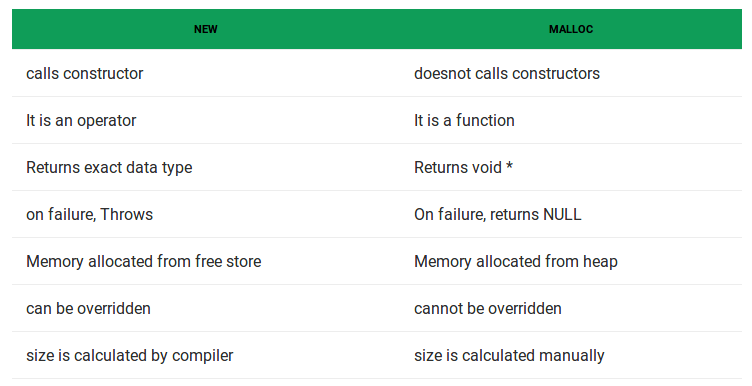 NEW MALLOC
calls constructor doesnot calls constructors
It is an operator It is a function
Returns exact data type Returns void *
on failure, Throws On failure, returns NULL
Memory allocated from free store Memory allocated from heap
can be overridden cannot be overridden
size is calculated by compiler size is calculated manually